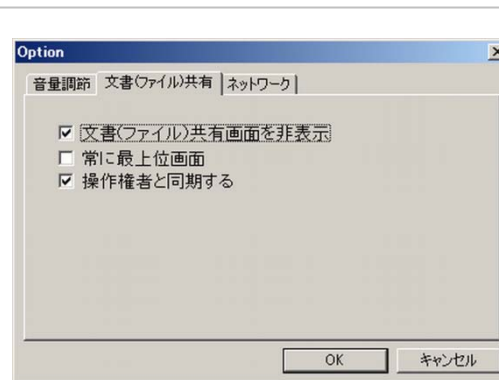 Option
音量調節 文書(ファイル)共有 ネットワーク
文書(ファイル)共有画面を非表示
常に最上位画面
操作権者と同期する
OK キャンセル